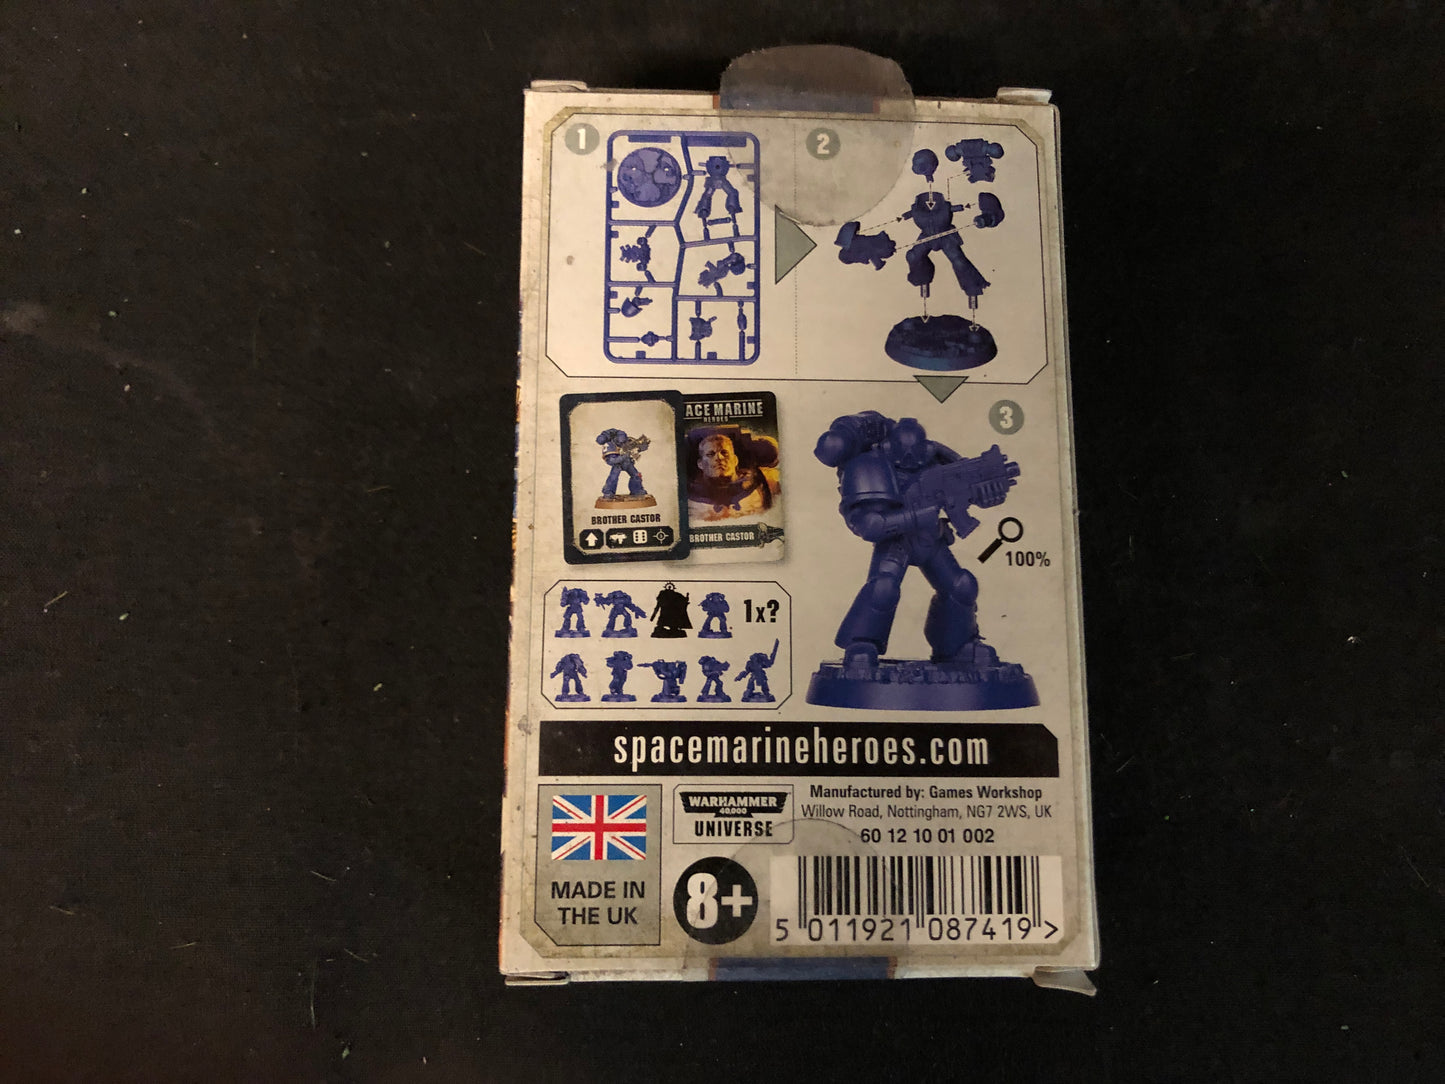 1
2
ACE MARINE
HEROES
BROTHER CASTOR
BROTHER CASTOR
3
100%
1x?
spacemarineheroes.com
MADE IN
THE UK
WARHAMMER
40,000
UNIVERSE
8+
Manufactured by: Games Workshop
Willow Road, Nottingham, NG7 2WS, UK
60 12 10 01 002
5 011921 087419 >